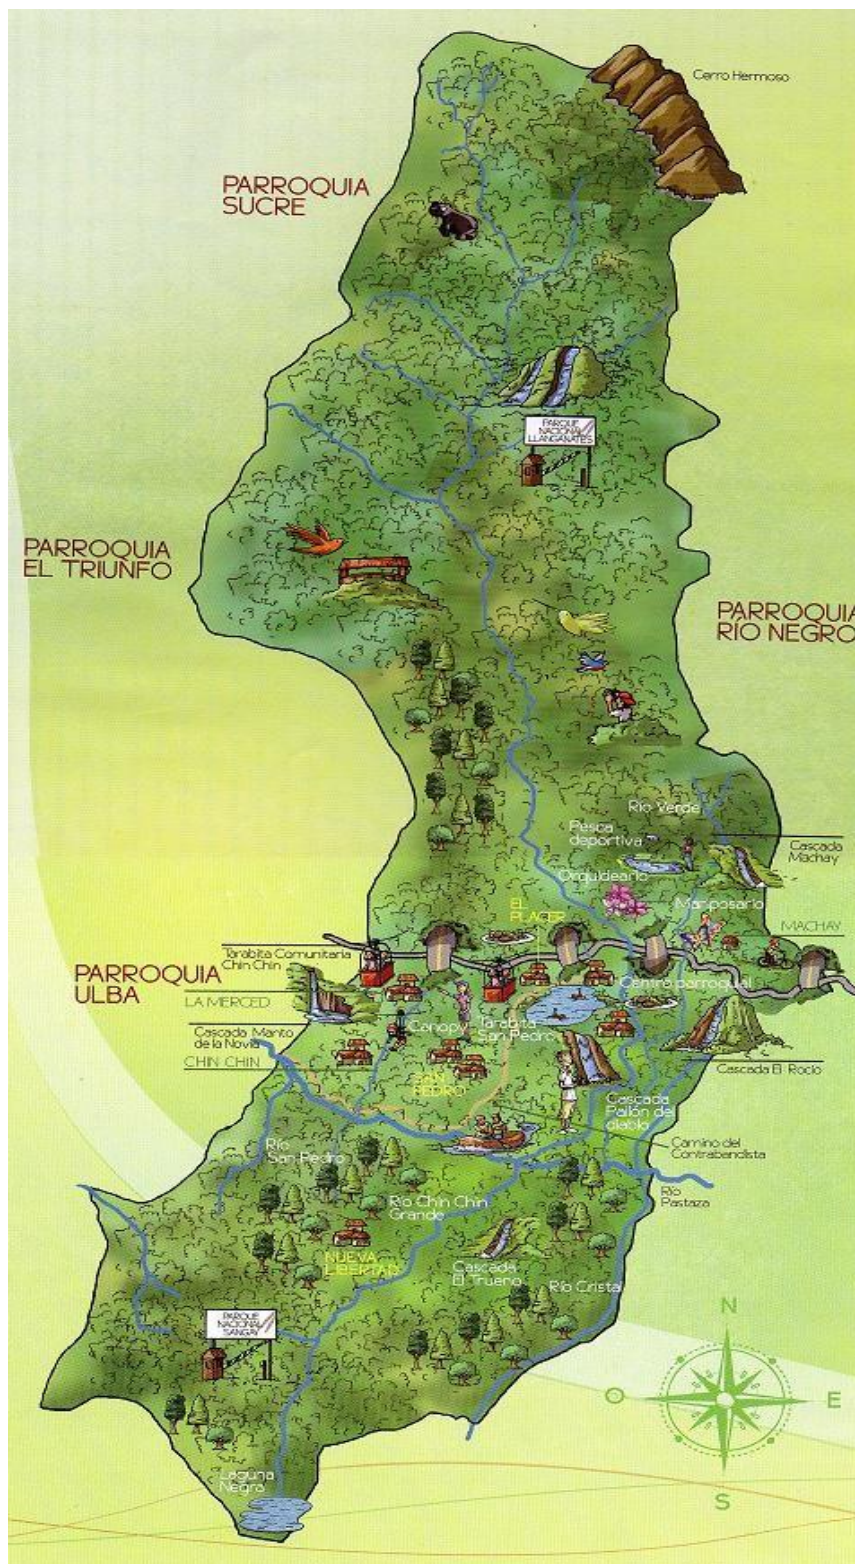 Cerro Hermoso
PARROQUIA
SUCRE
PARQUE
NACIONAL
LLANGANATES
PARROQUIA
EL TRIUNFO
PARROQUIA
RÍO NEGRO
Río Verde
Pesca
deportiva
Cascada
Machay
Orquideario
Mariposario
EL
PLACER
MACHAY
Tarabita Comunitaria
Chin Chin
PARROQUIA
ULBA
Centro parroquial
LA MERCED
Canopy
Tarabita
San Pedro
Cascada Manto
de la Novia
CHIN CHIN
Cascada El Rocío
SAN
PEDRO
Cascada
Pailón del
diablo
Camino del
Contrabandista
Río
San Pedro
Río
Pastaza
Río Chin Chin
Grande
NUEVA
LIBERTAD
Cascada
El Trueno
Río Cristal
PARQUE
NACIONAL
SANGAY
N
O
E
S
Laguna
Negra